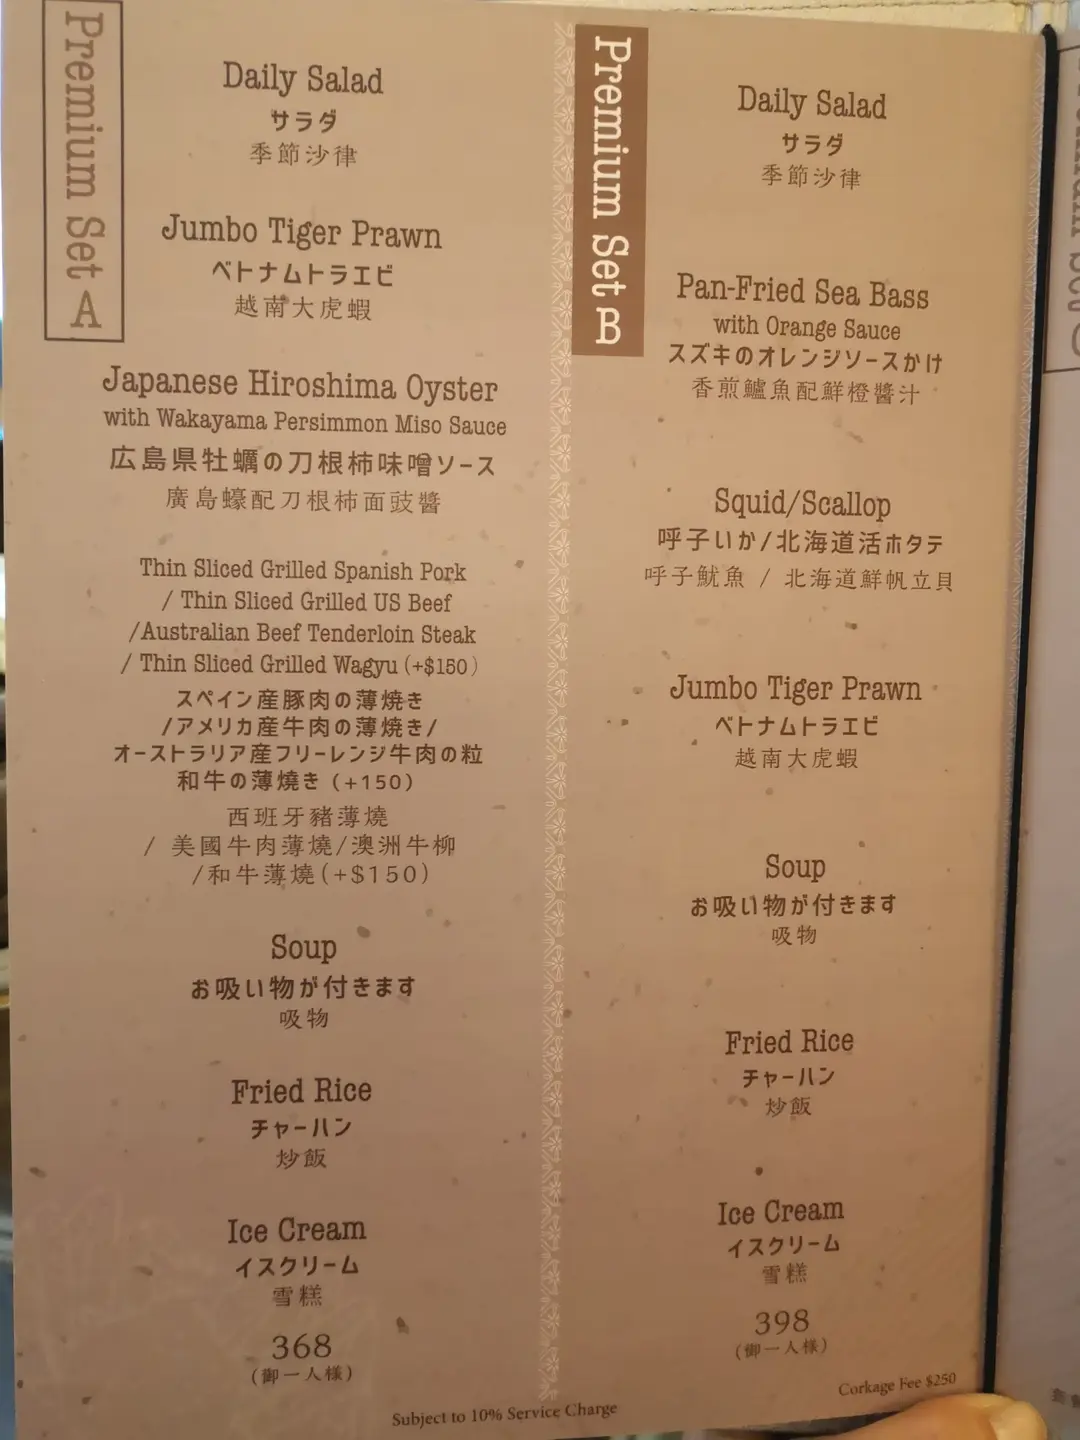 Premium Set A
Daily Salad
サラダ
季節沙律
Jumbo Tiger Prawn
ベトナムトラエビ
越南大虎蝦
Japanese Hiroshima Oyster
with Wakayama Persimmon Miso Sauce
広島県牡蠣の刀根柿味噌ソース
廣島蠔配刀根柿面豉醬
Thin Sliced Grilled Spanish Pork
/ Thin Sliced Grilled US Beef
/Australian Beef Tenderloin Steak
/ Thin Sliced Grilled Wagyu (+$150)
スペイン産豚肉の薄焼き
/アメリカ産牛肉の薄焼き/
オーストラリア産フリーレンジ牛肉の粒
和牛の薄燒き (+150)
西班牙豬薄燒
/ 美國牛肉薄燒/澳洲牛柳
/和牛薄燒(+$150)
Soup
お吸い物が付きます
吸物
Fried Rice
チャーハン
炒飯
Ice Cream
イスクリーム
雪糕
368
(御一人様)
Premium Set B
Daily Salad
サラダ
季節沙律
Pan-Fried Sea Bass
with Orange Sauce
スズキのオレンジソースかけ
香煎鱸魚配鮮橙醬汁
Squid/Scallop
呼子いか/北海道活ホタテ
呼子魷魚 / 北海道鮮帆立貝
Jumbo Tiger Prawn
ベトナムトラエビ
越南大虎蝦
Soup
お吸い物が付きます
吸物
Fried Rice
チャーハン
炒飯
Ice Cream
イスクリーム
雪糕
398
(御一人様)
Corkage Fee $250
Subject to 10% Service Charge